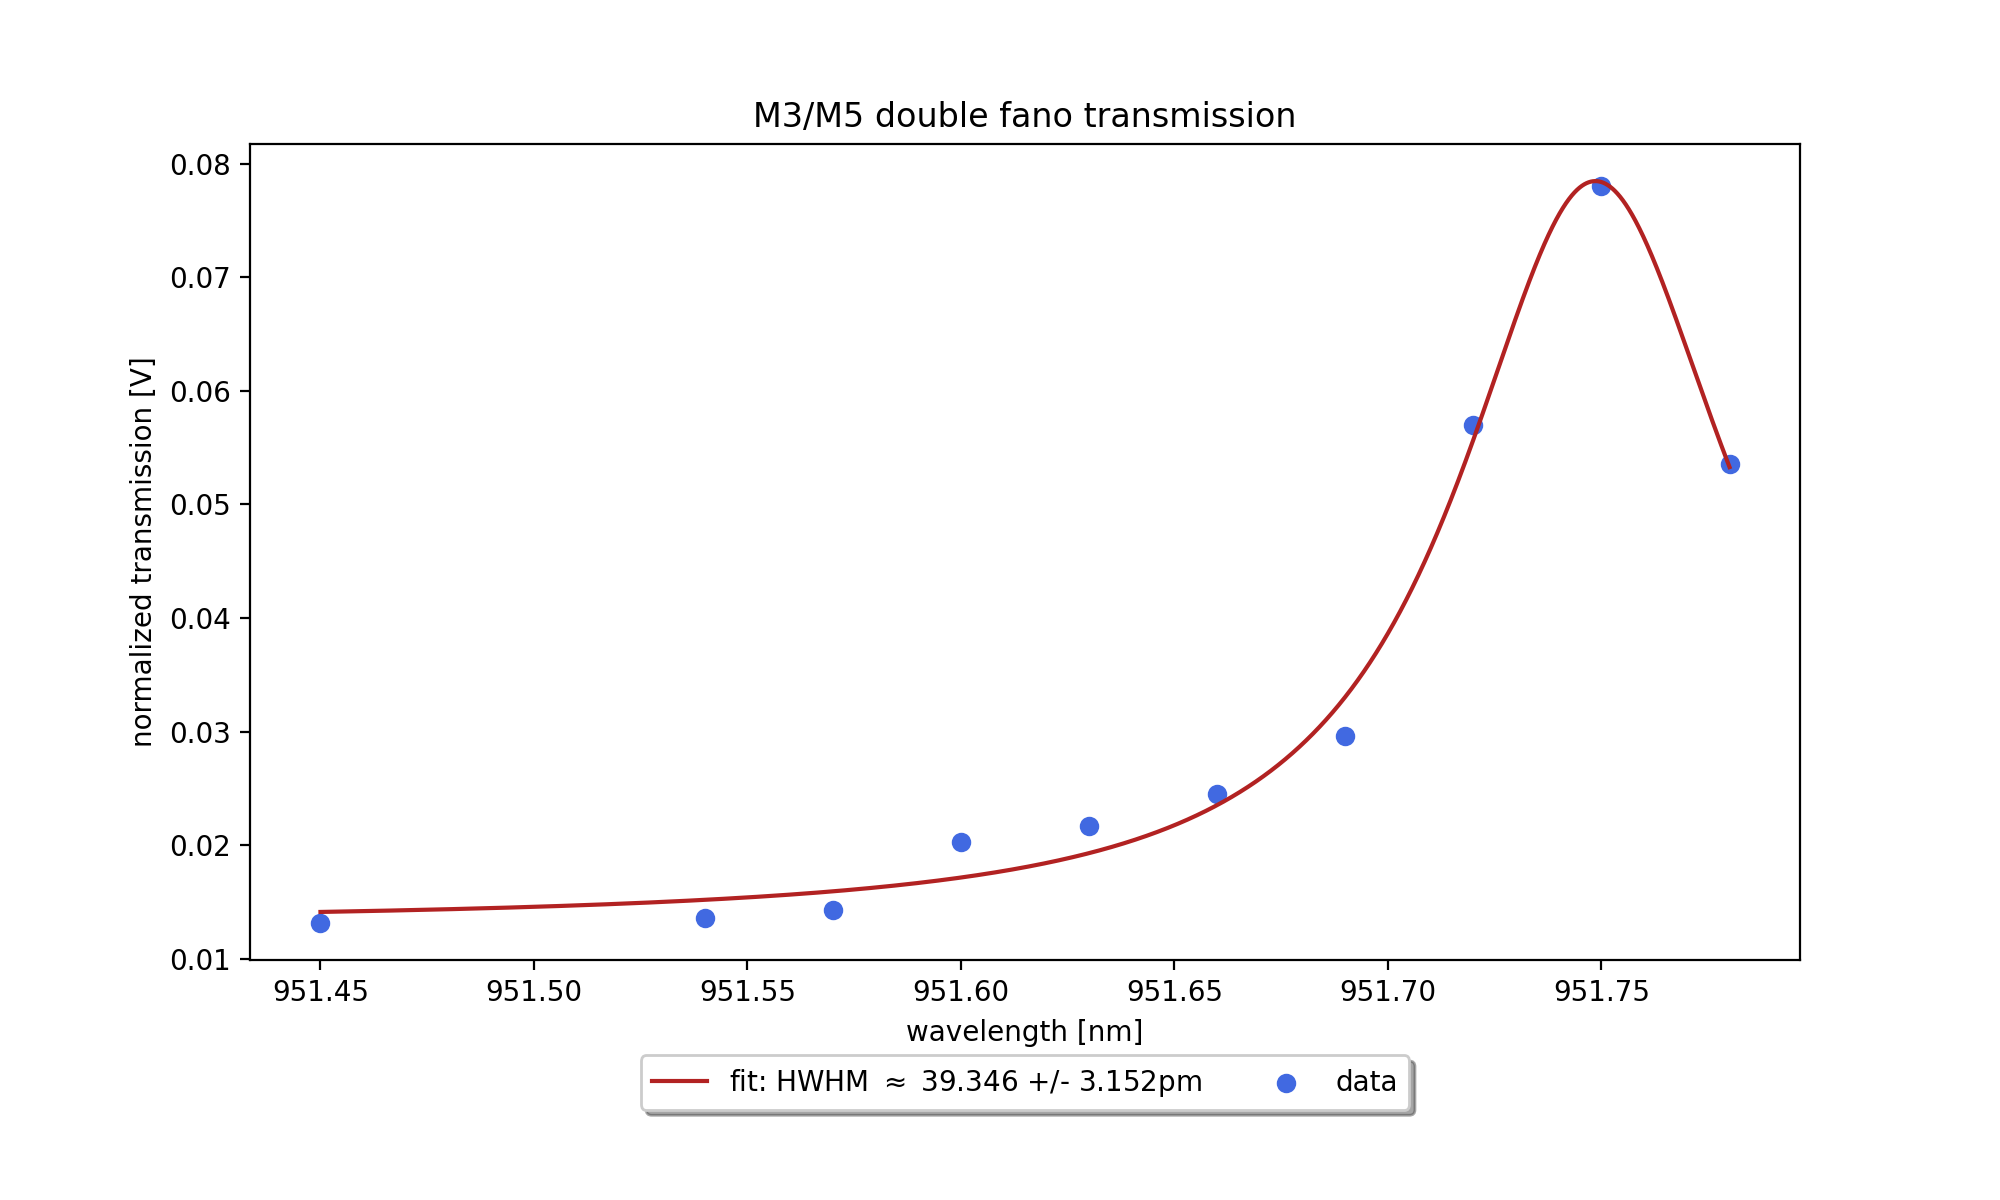 M3/M5 double fano transmission
normalized transmission [V]
0.08
0.07
0.06
0.05
0.04
0.03
0.02
0.01
951.45 951.50 951.55 951.60 951.65 951.70 951.75
wavelength [nm]
fit: HWHM ≈ 39.346 +/- 3.152pm data